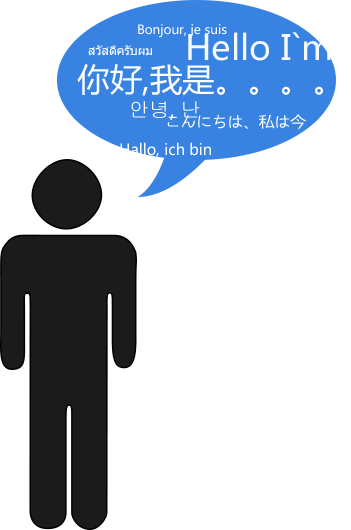 Bonjour, je suis
สวัสดีครับผม
Hello I`m
你好,我是。。。。
안녕, 난
こんにちは、私は今
Hallo, ich bin